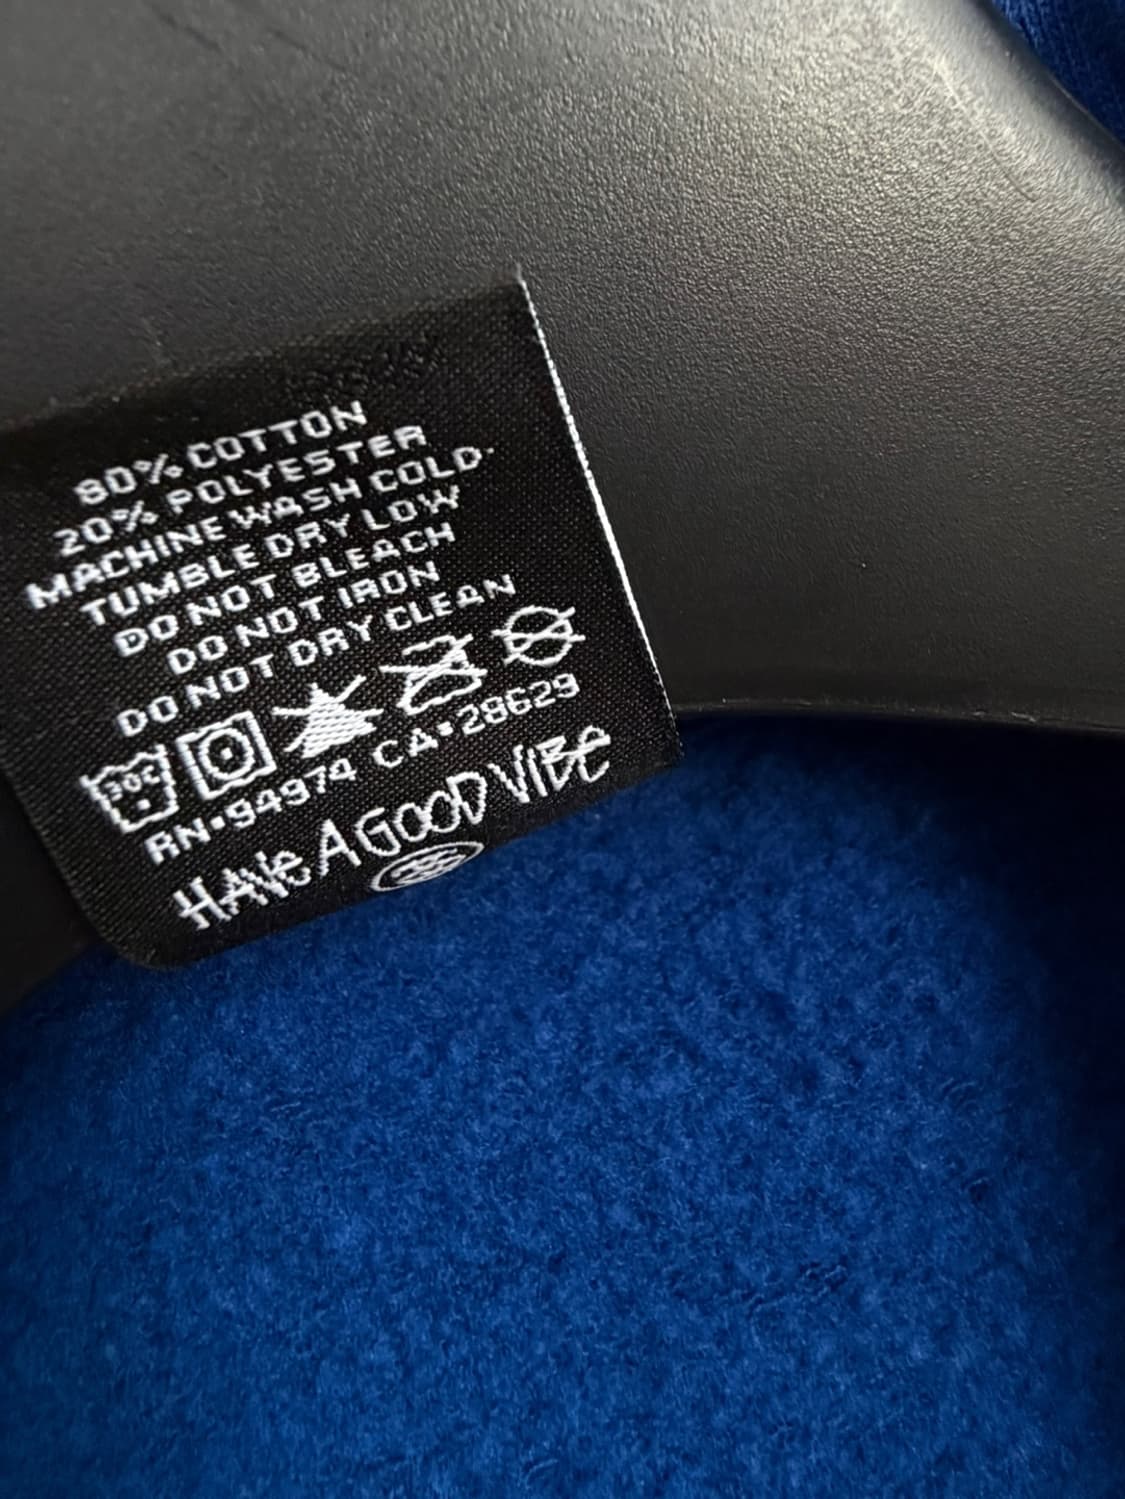 80% COTTON
20% POLYESTER
MACHINE WASH COLD
TUMBLE DRY LOW
DO NOT BLEACH
DO NOT IRON
DO NOT DRY CLEAN
30C
RN•94974 CA•28629
HAVE A GOOD VIBE